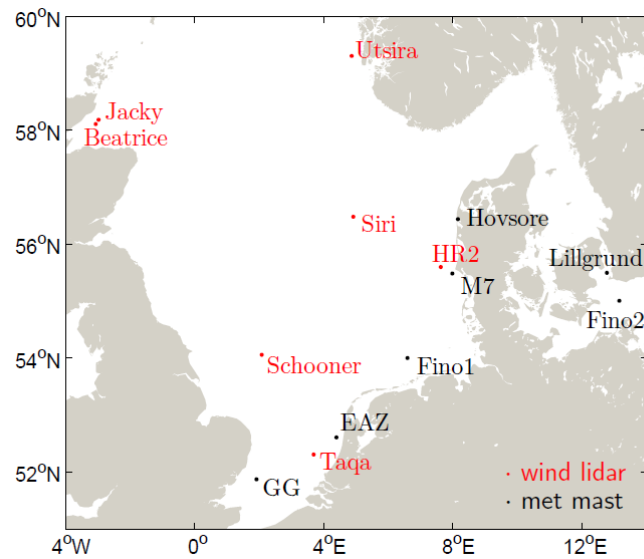 60°N
Utsira
58°N
Jacky
Beatrice
Siri
Hovsore
56°N
HR2
Lillgrund
M7
Fino2
54°N
Schooner
Fino1
EAZ
52°N
Taqa
GG
wind lidar
met mast
4°W
0°
4°E
8°E
12°E